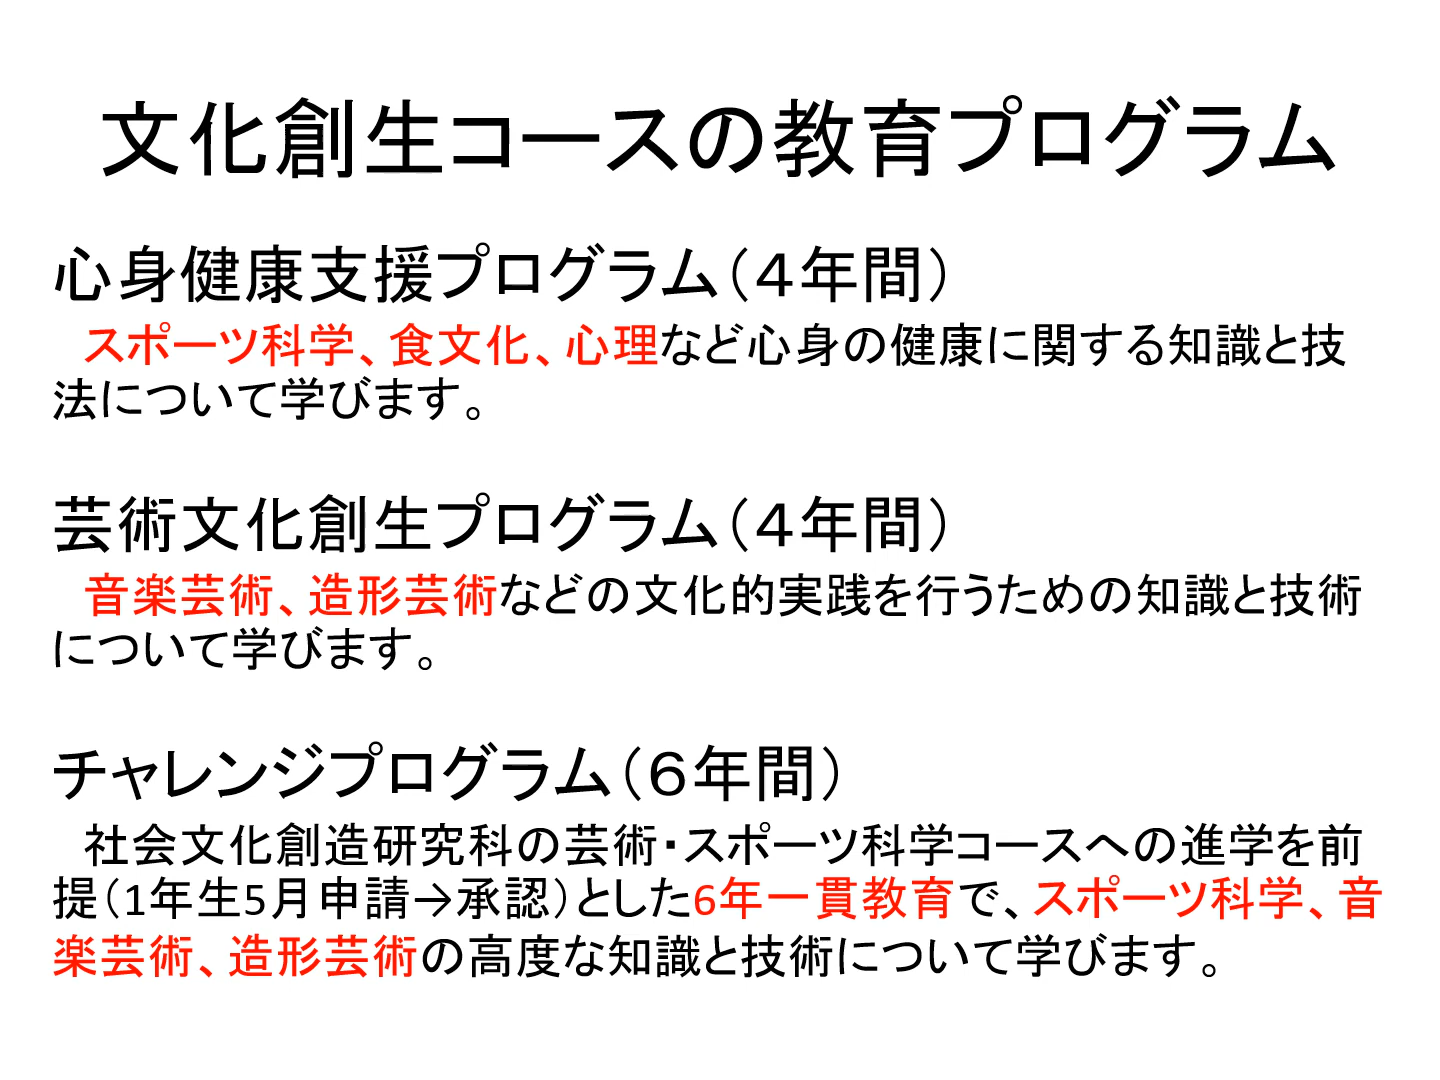 文化創生コースの教育プログラム
心身健康支援プログラム（４年間）
スポーツ科学、食文化、心理など心身の健康に関する知識と技
法について学びます。
芸術文化創生プログラム（４年間）
音楽芸術、造形芸術などの文化的実践を行うための知識と技術
について学びます。
チャレンジプログラム（６年間）
社会文化創造研究科の芸術・スポーツ科学コースへの進学を前
提（1年生5月申請→承認）とした6年一貫教育で、スポーツ科学、音
楽芸術、造形芸術の高度な知識と技術について学びます。